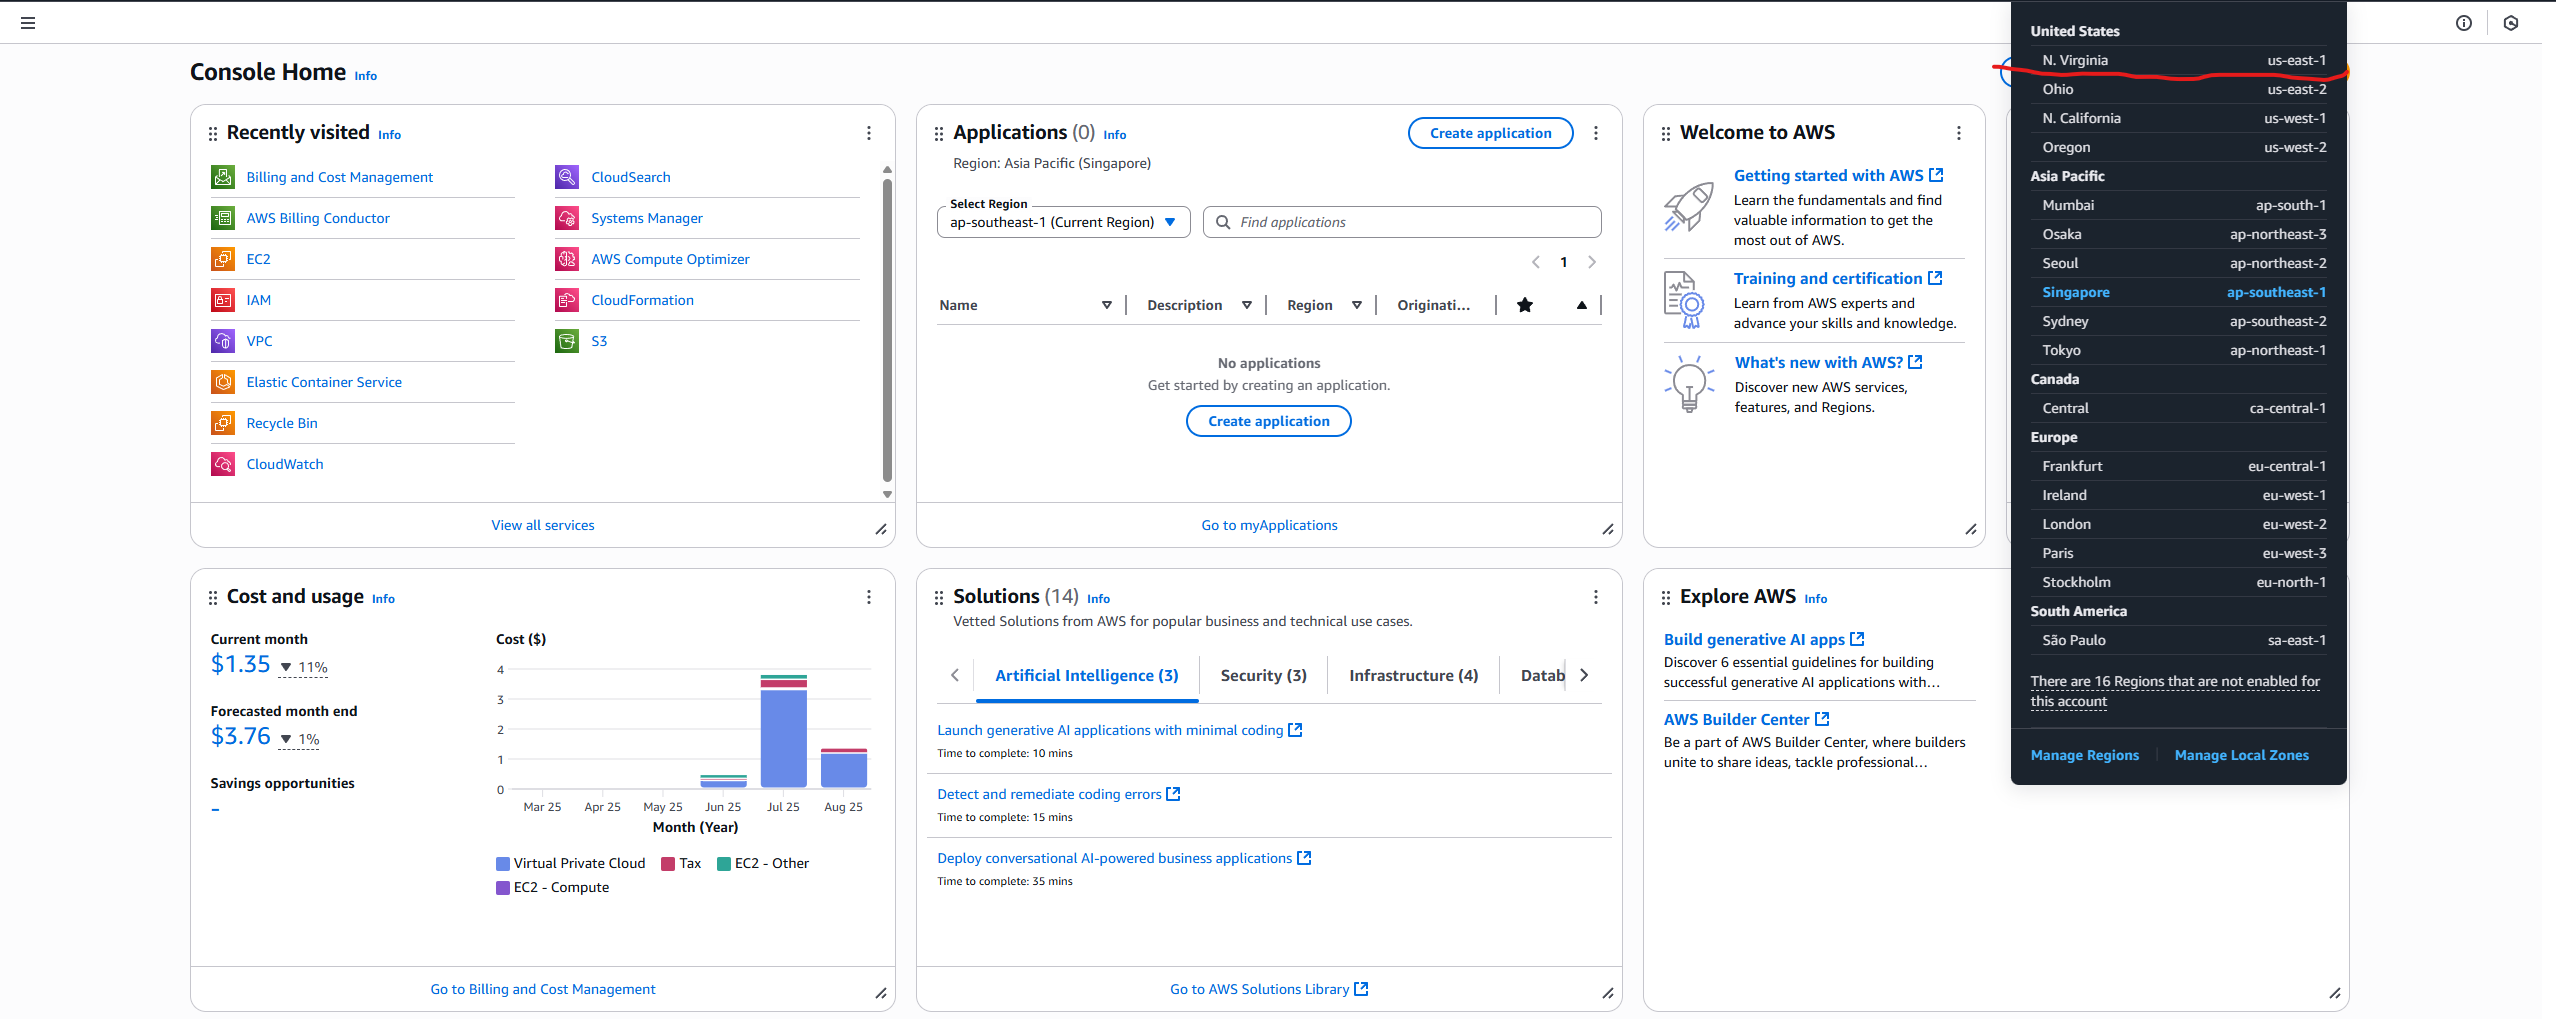 Console Home Info
Recently visited Info
Billing and Cost Management
AWS Billing Conductor
EC2
IAM
VPC
Elastic Container Service
Recycle Bin
CloudWatch
CloudSearch
Systems Manager
AWS Compute Optimizer
CloudFormation
S3
View all services
Applications (0) Info
Create application
Region: Asia Pacific (Singapore)
Select Region
ap-southeast-1 (Current Region)
Find applications
1
Name Description Region Originati...
No applications
Get started by creating an application.
Create application
Go to myApplications
Welcome to AWS
Getting started with AWS
Learn the fundamentals and find
valuable information to get the
most out of AWS.
Training and certification
Learn from AWS experts and
advance your skills and knowledge.
What's new with AWS?
Discover new AWS services,
features, and Regions.
United States
N. Virginia us-east-1
Ohio us-east-2
N. California us-west-1
Oregon us-west-2
Asia Pacific
Mumbai ap-south-1
Osaka ap-northeast-3
Seoul ap-northeast-2
Singapore ap-southeast-1
Sydney ap-southeast-2
Tokyo ap-northeast-1
Canada
Central ca-central-1
Europe
Frankfurt eu-central-1
Ireland eu-west-1
London eu-west-2
Paris eu-west-3
Stockholm eu-north-1
South America
São Paulo sa-east-1
There are 16 Regions that are not enabled for
this account
Manage Regions Manage Local Zones
Cost and usage Info
Current month
$1.35 11%
Forecasted month end
$3.76 1%
Savings opportunities
-
Cost ($)
4
3
2
1
0
Mar 25 Apr 25 May 25 Jun 25 Jul 25 Aug 25
Month (Year)
Virtual Private Cloud Tax EC2 - Other
EC2 - Compute
Go to Billing and Cost Management
Solutions (14) Info
Vetted Solutions from AWS for popular business and technical use cases.
Artificial Intelligence (3) Security (3) Infrastructure (4) Datab
Launch generative AI applications with minimal coding
Time to complete: 10 mins
Detect and remediate coding errors
Time to complete: 15 mins
Deploy conversational AI-powered business applications
Time to complete: 35 mins
Go to AWS Solutions Library
Explore AWS Info
Build generative AI apps
Discover 6 essential guidelines for building
successful generative AI applications with...
AWS Builder Center
Be a part of AWS Builder Center, where builders
unite to share ideas, tackle professional...